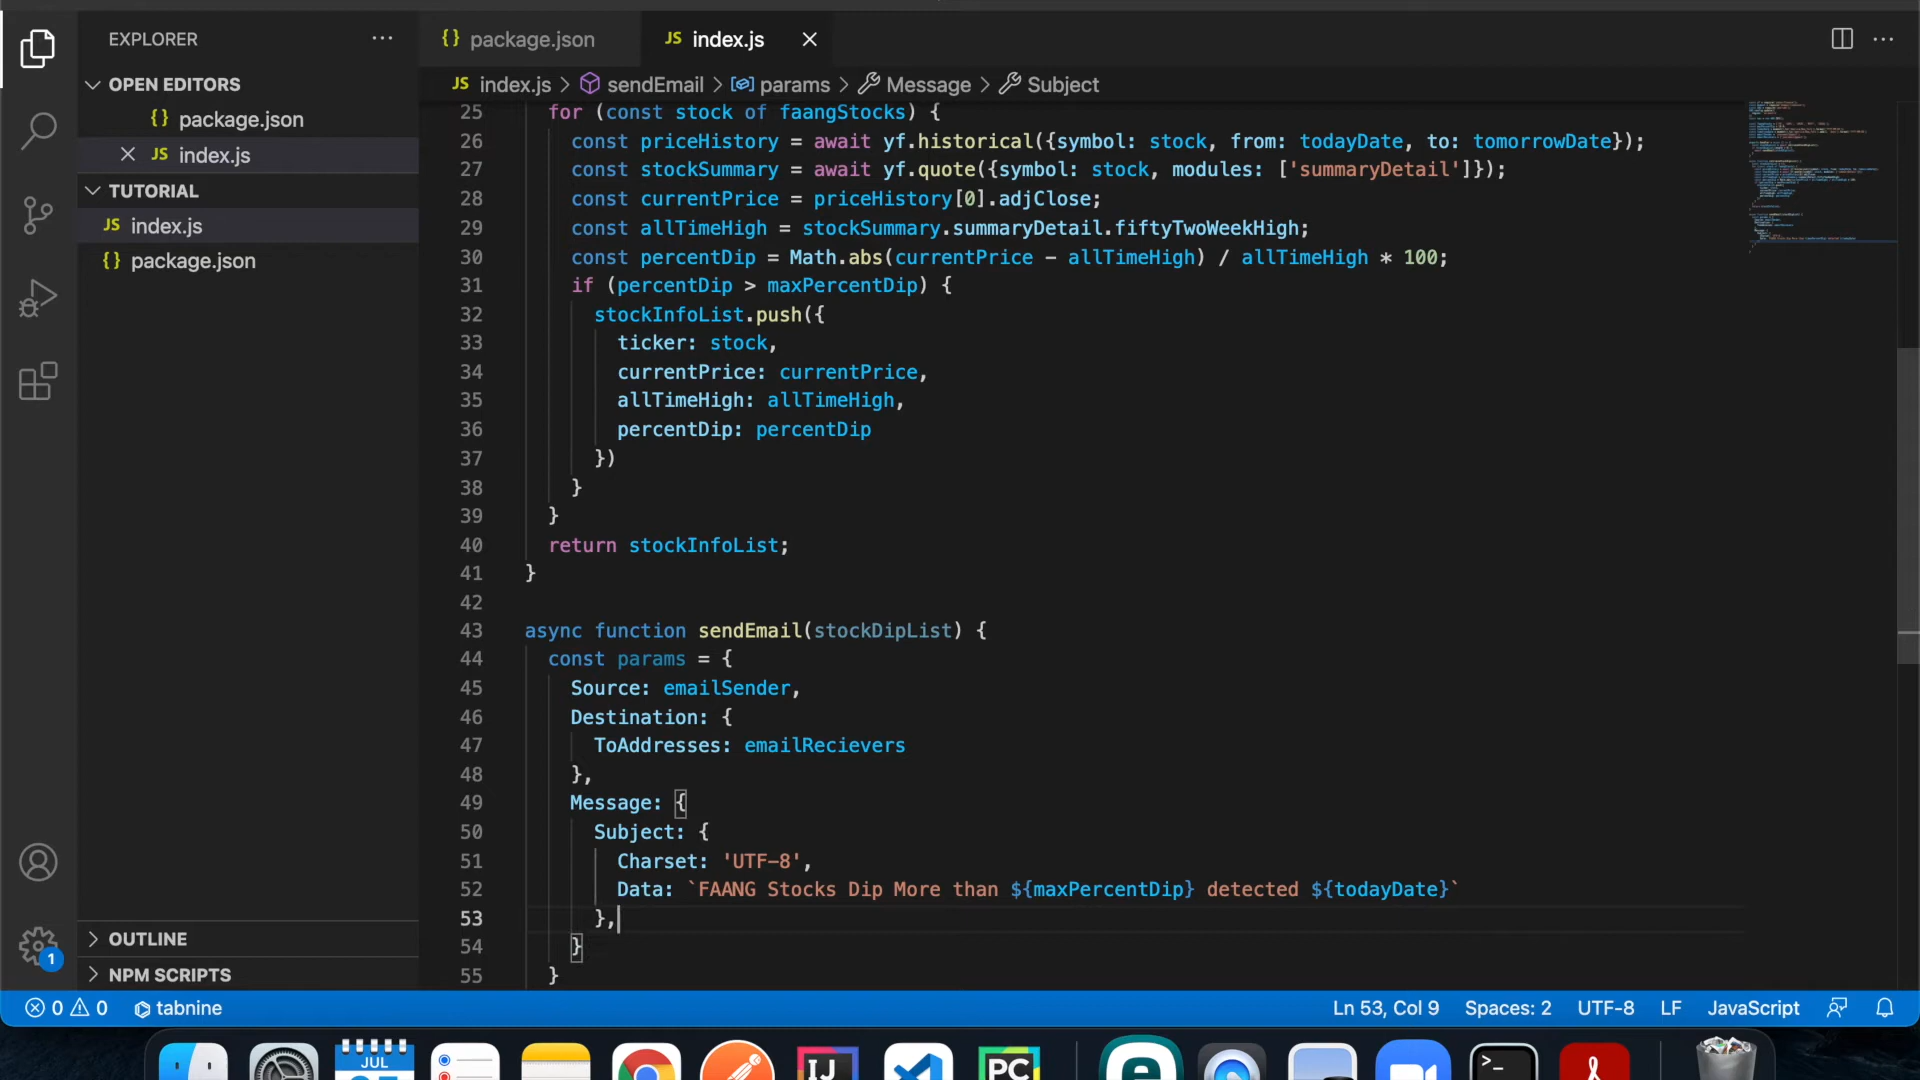 EXPLORER
OPEN EDITORS
{} package.json
JS index.js
TUTORIAL
JS index.js
{} package.json
OUTLINE
NPM SCRIPTS
1
{} package.json
JS index.js
JS index.js > sendEmail > params > Message > Subject
25 for (const stock of faangStocks) {
26 const priceHistory = await yf.historical({symbol: stock, from: todayDate, to: tomorrowDate});
27 const stockSummary = await yf.quote({symbol: stock, modules: ['summaryDetail']});
28 const currentPrice = priceHistory[0].adjClose;
29 const allTimeHigh = stockSummary.summaryDetail.fiftyTwoWeekHigh;
30 const percentDip = Math.abs(currentPrice - allTimeHigh) / allTimeHigh * 100;
31 if (percentDip > maxPercentDip) {
32 stockInfoList.push({
33 ticker: stock,
34 currentPrice: currentPrice,
35 allTimeHigh: allTimeHigh,
36 percentDip: percentDip
37 })
38 }
39 }
40 return stockInfoList;
41 }
42
43 async function sendEmail(stockDipList) {
44 const params = {
45 Source: emailSender,
46 Destination: {
47 ToAddresses: emailRecievers
48 },
49 Message: {
50 Subject: {
51 Charset: 'UTF-8',
52 Data: `FAANG Stocks Dip More than ${maxPercentDip} detected ${todayDate}`
53 },
54 }
55 }
0 0 tabnine
Ln 53, Col 9 Spaces: 2 UTF-8 LF JavaScript
JUL
IJ
PC
>_